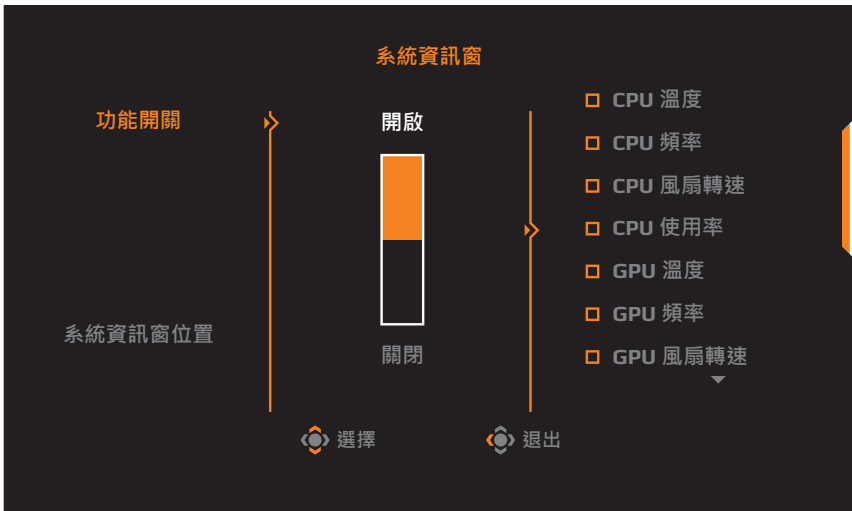 系統資訊窗
功能開關
系統資訊窗位置
開啟
關閉
CPU 溫度
CPU 頻率
CPU 風扇轉速
CPU 使用率
GPU 溫度
GPU 頻率
GPU 風扇轉速
選擇
退出